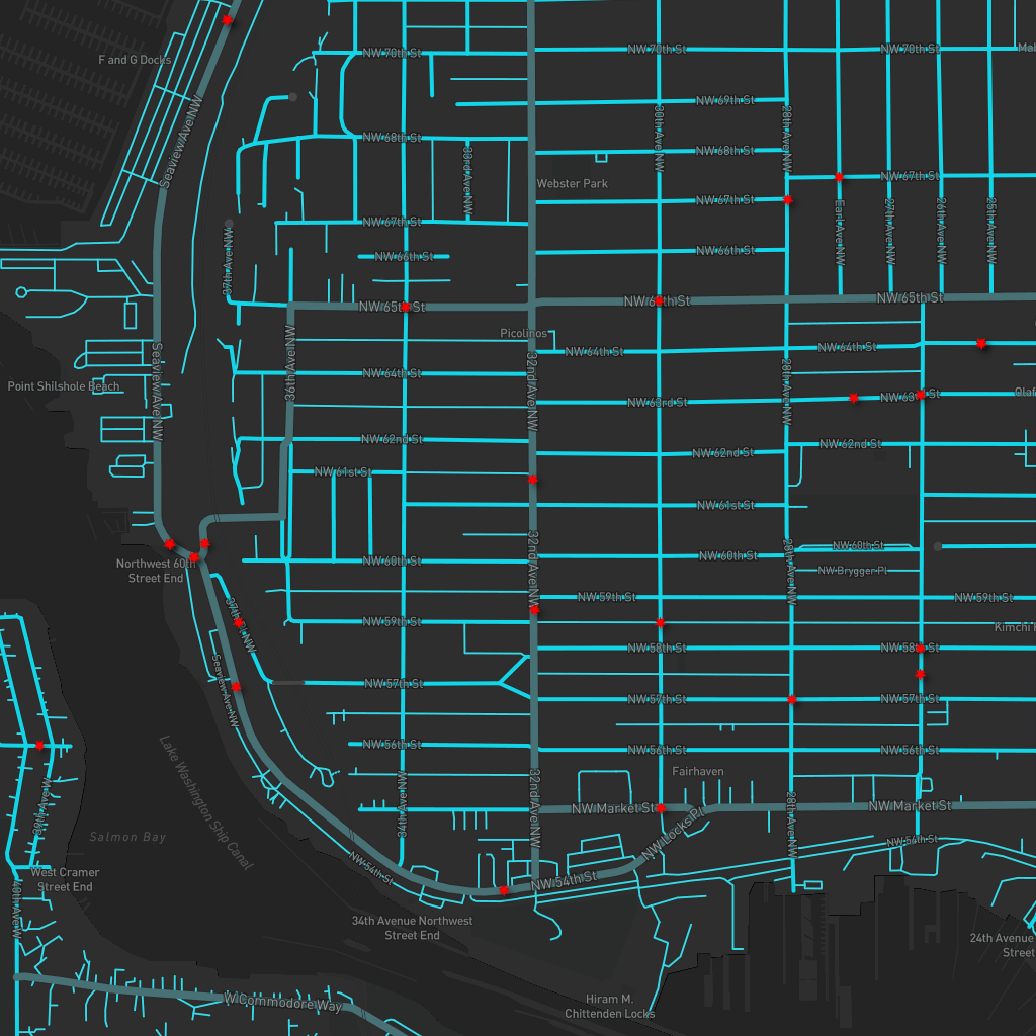 NW 70th St
NW 70th St
NW 70th St
F and G Docks
Seaview Ave NW
NW 69th St
30th Ave NW
28th Ave NW
NW 68th St
33rd Ave NW
NW 68th St
Webster Park
NW 67th St
NW 67th St
NW 67th St
Earl Ave NW
27th Ave NW
26th Ave NW
25th Ave NW
37th Ave NW
NW 66th St
NW 66th St
NW 65th St
NW 65th St
Picolinos
Seaview Ave NW
36th Ave NW
32nd Ave NW
NW 64th St
NW 64th St
28th Ave NW
NW 64th St
Point Shilshole Beach
NW 63rd St
NW 62nd St
NW 62nd St
NW 62nd St
NW 61st St
NW 61st St
32nd Ave NW
28th Ave NW
NW 60th St
NW 60th St
NW 60th St
Northwest 60th
Street End
NW Brygger Pl
NW 59th St
NW 59th St
NW 59th St
NW 58th St
Seaview Ave NW
NW 57th St
NW 57th St
NW 57th St
Lake Washington Ship Canal
NW 56th St
NW 56th St
NW 56th St
Fairhaven
34th Ave NW
32nd Ave NW
28th Ave NW
39th Ave W
NW Market St
NW Market St
Salmon Bay
NW Locks Pl
NW 54th St
NW 54th St
NW 54th St
West Cramer
Street End
40th Ave W
34th Avenue Northwest
Street End
24th Avenue
Street
W Commodore Way
Hiram M.
Chittenden Locks